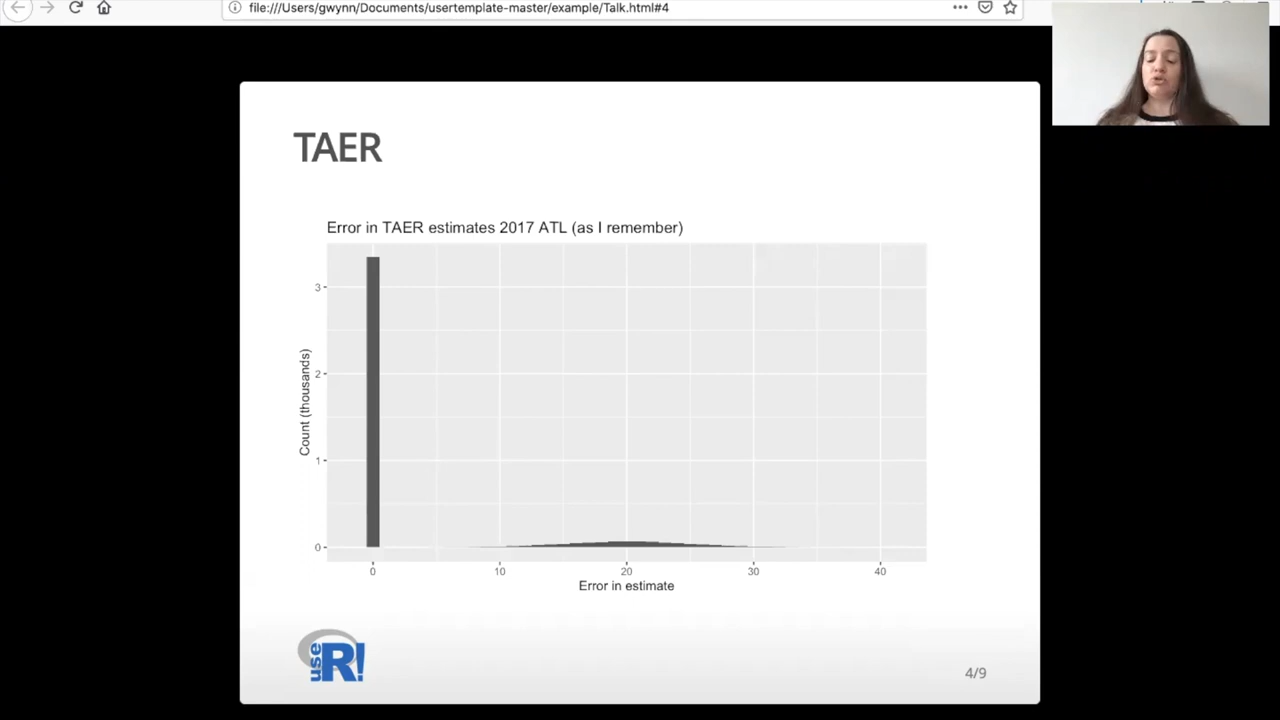 file:///Users/gwynn/Documents/usertemplate-master/example/Talk.html#4
TAER
Error in TAER estimates 2017 ATL (as I remember)
Count (thousands)
3
2
1
0
0 10 20 30 40
Error in estimate
use R!
4/9